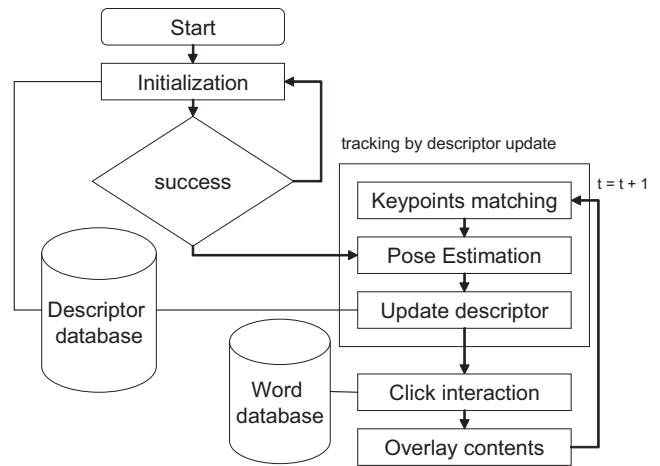 Start
Initialization
success
tracking by descriptor update
t = t + 1
Keypoints matching
Pose Estimation
Update descriptor
Descriptor
database
Word
database
Click interaction
Overlay contents